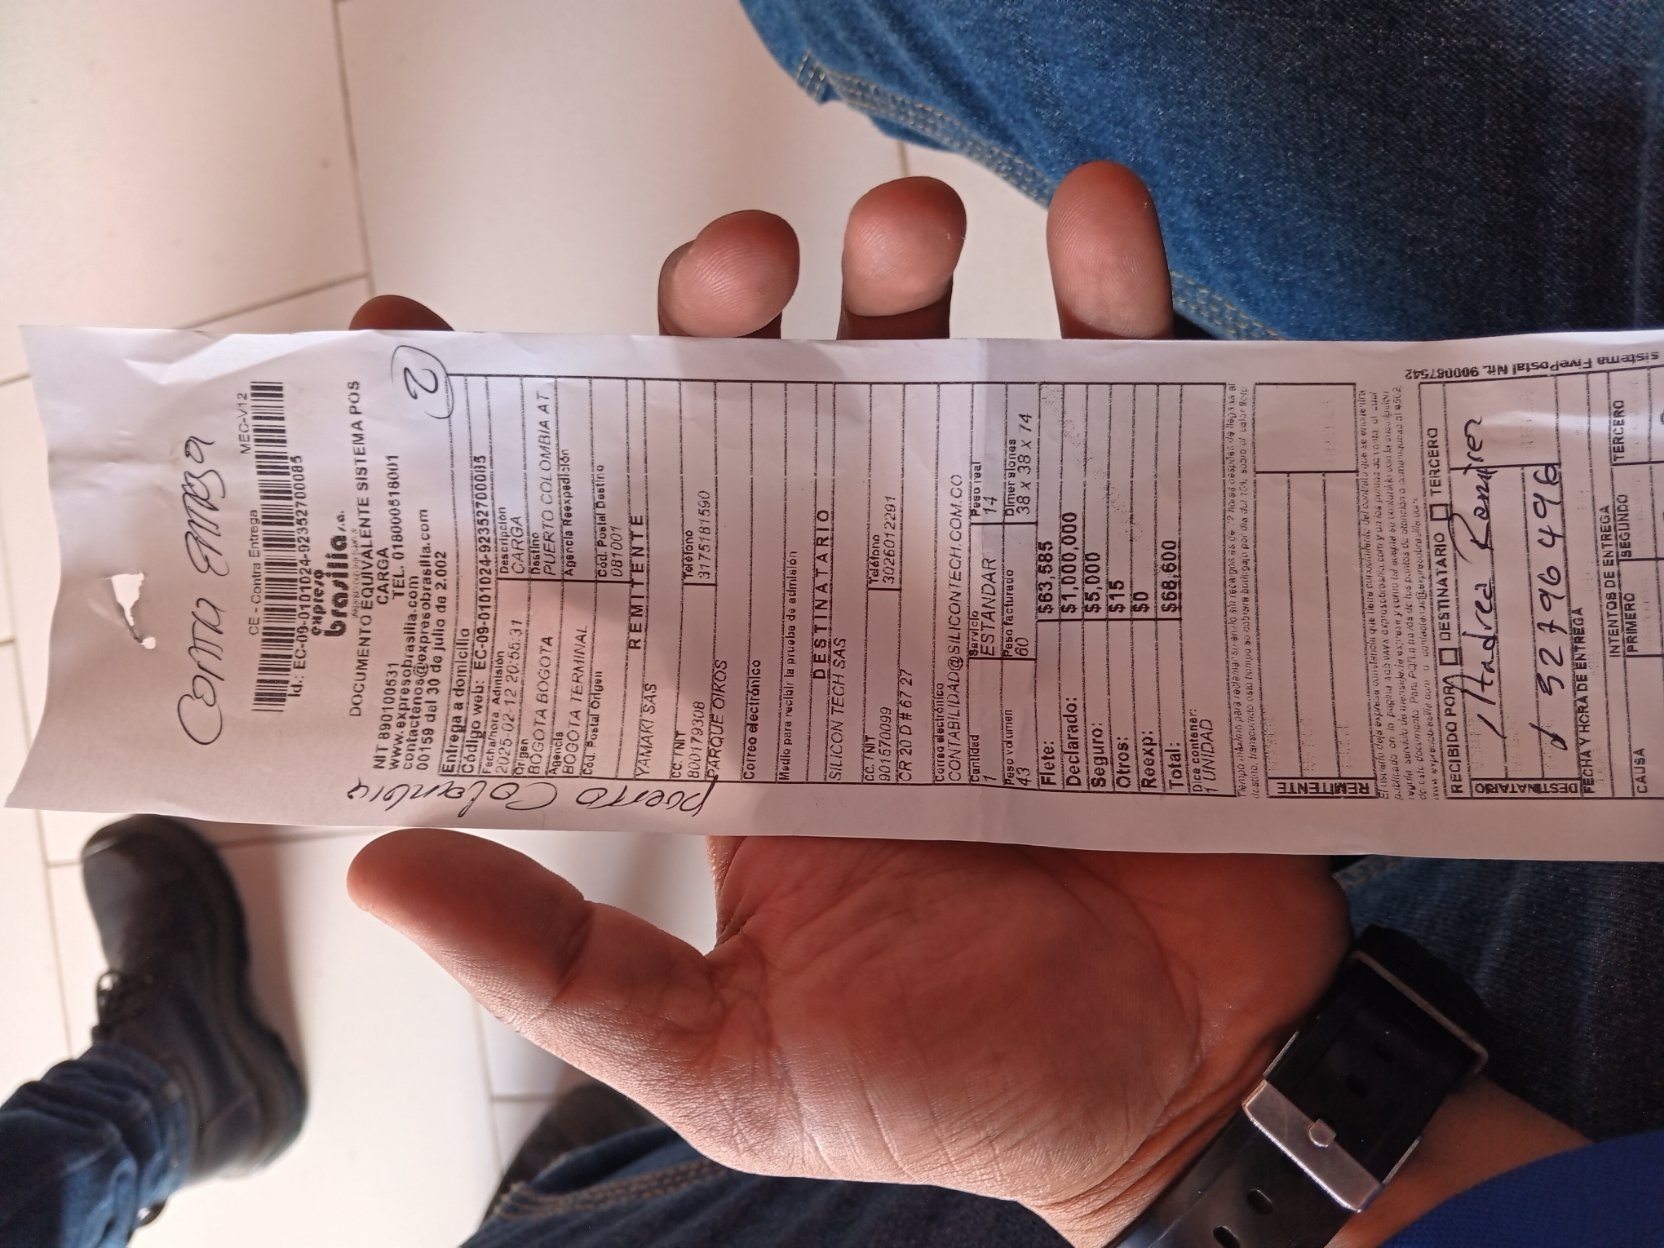 Contra Entrega
CE - Contra Entrega MEC-V12
Id.: EC-09-0101024-92352700085
expreso
brasilia s.a.
DOCUMENTO EQUIVALENTE SISTEMA POS
CARGA
NIT 890100531 TEL. 018000518001
www.expresobrasilia.com
contactenos@expresobrasilia.com
00159 del 30 de julio de 2.002
2
Entrega a domicilio
Código web: EC-09-0101024-92352700085
Fecha/hora Admisión Descripción
2025-02-12 20:55:31 CARGA
Origen Destino
BOGOTA BOGOTA PUERTO COLOMBIA AT
Agencia Agencia Reexpedición
BOGOTA TERMINAL
Cód. Postal Origen Cód. Postal Destino
081001
REMITENTE
YAMAKI SAS
CC. / NIT Teléfono
800179308 3175181590
PARQUE OIKOS
Puerto Colombia
Correo electrónico
Medio para recibir la prueba de admisión
DESTINATARIO
SILICON TECH SAS
CC. / NIT Teléfono
901570099 3026012291
CR 20 D # 67 27
Correo electronico
CONTABILIDAD@SILICONTECH.COM.CO
Cantidad Servicio Peso real
1 ESTANDAR 14
Peso volumen Peso facturado Dimensiones
43 60 38 X 38 X 74
Flete: $63,585
Declarado: $1,000,000
Seguro: $5,000
Otros: $15
Reexp: $0
Total: $68,600
Dice contener:
1 UNIDAD
REMITENTE
sistema FivePostal Nit. 900087542
RECIBIDO POR A DESTINATARIO TERCERO
DESTINATARIO
Andrea Ramirez
32796496
FECHA Y HORA DE ENTREGA
INTENTOS DE ENTREGA
CAUSA PRIMERO SEGUNDO TERCERO